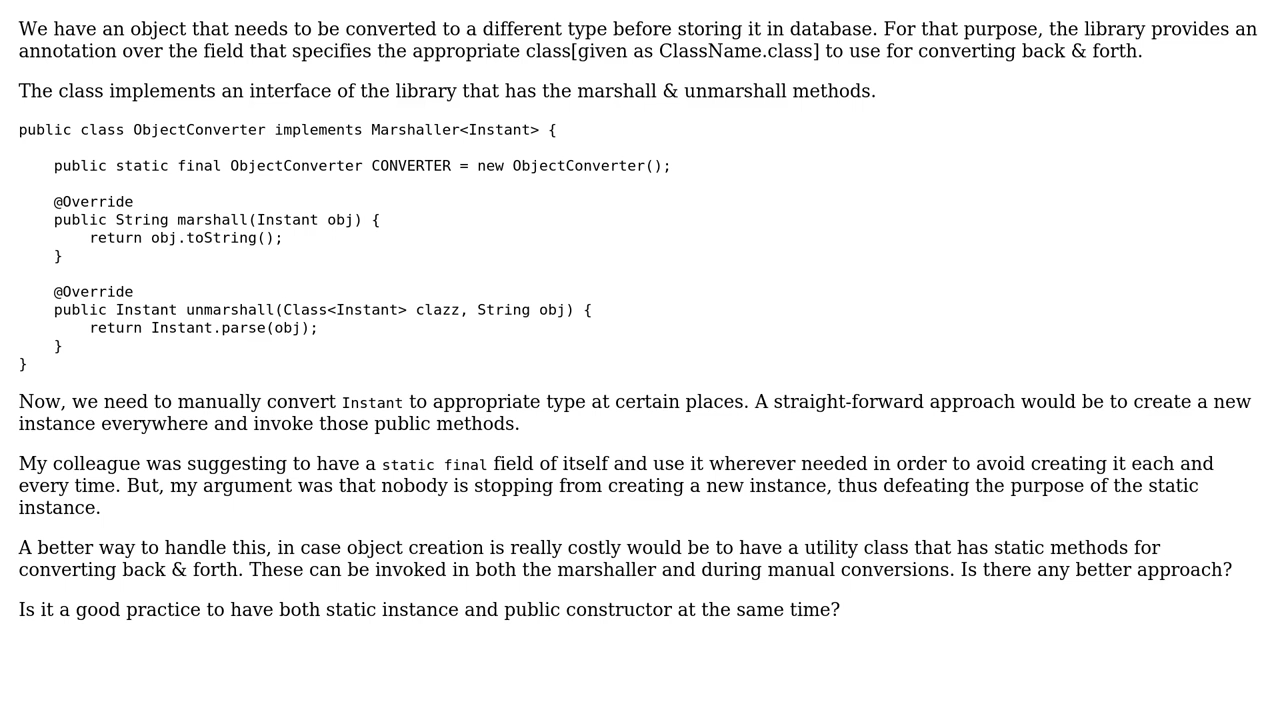 We have an object that needs to be converted to a different type before storing it in database. For that purpose, the library provides an
annotation over the field that specifies the appropriate class[given as ClassName.class] to use for converting back & forth.
The class implements an interface of the library that has the marshall & unmarshall methods.
public class ObjectConverter implements Marshaller<Instant> {
    public static final ObjectConverter CONVERTER = new ObjectConverter();
    @Override
    public String marshall(Instant obj) {
        return obj.toString();
    }
    @Override
    public Instant unmarshall(Class<Instant> clazz, String obj) {
        return Instant.parse(obj);
    }
}
Now, we need to manually convert Instant to appropriate type at certain places. A straight-forward approach would be to create a new
instance everywhere and invoke those public methods.
My colleague was suggesting to have a static final field of itself and use it wherever needed in order to avoid creating it each and
every time. But, my argument was that nobody is stopping from creating a new instance, thus defeating the purpose of the static
instance.
A better way to handle this, in case object creation is really costly would be to have a utility class that has static methods for
converting back & forth. These can be invoked in both the marshaller and during manual conversions. Is there any better approach?
Is it a good practice to have both static instance and public constructor at the same time?